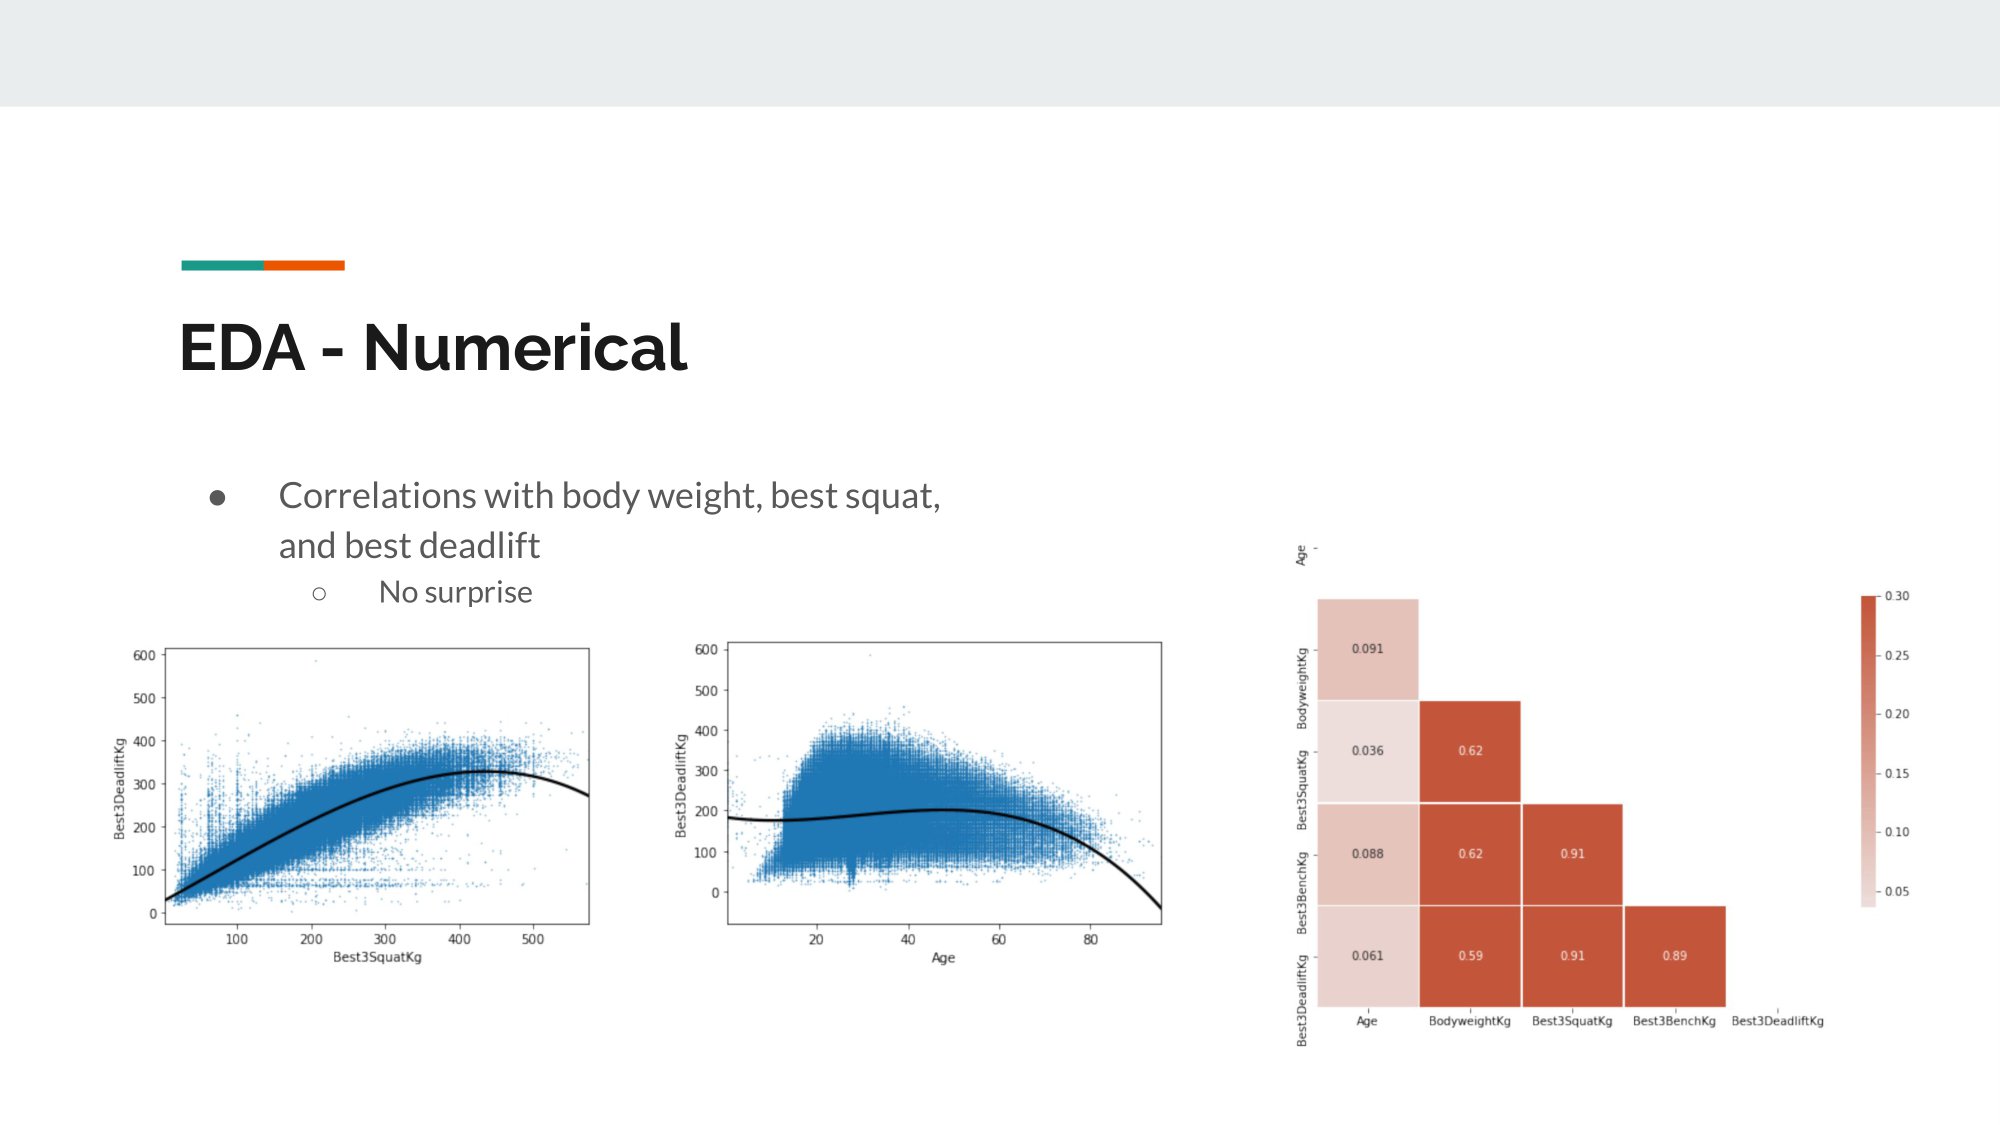 EDA - Numerical
● Correlations with body weight, best squat,
and best deadlift
○ No surprise
600
500
400
300
200
100
0
Best3DeadliftKg
100 200 300 400 500
Best3SquatKg
600
500
400
300
200
100
0
Best3DeadliftKg
20 40 60 80
Age
Age
BodyweightKg
Best3SquatKg
Best3BenchKg
Best3DeadliftKg
0.091
0.036 0.62
0.088 0.62 0.91
0.061 0.59 0.91 0.89
Age BodyweightKg Best3SquatKg Best3BenchKg Best3DeadliftKg
0.30
0.25
0.20
0.15
0.10
0.05